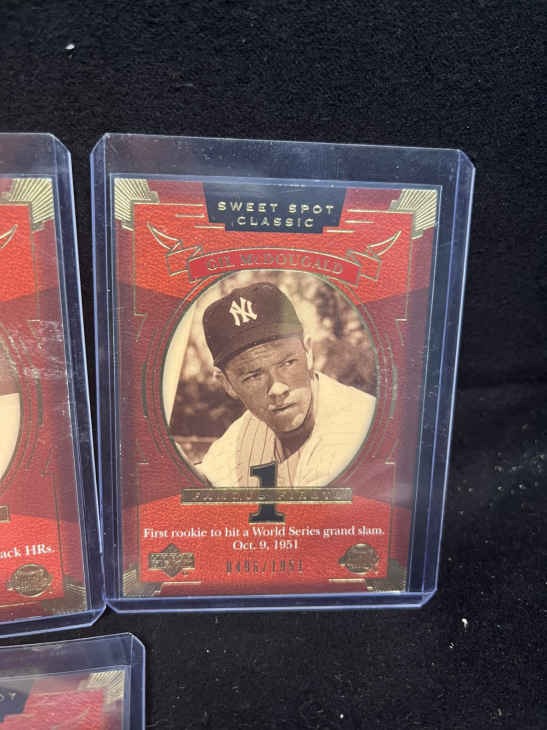 SWEET SPOT
CLASSIC
GIL McDOUGALD
NY
1
FAMOUS FIRSTS
First rookie to hit a World Series grand slam.
Oct. 9, 1951
/1951
ack HRs.